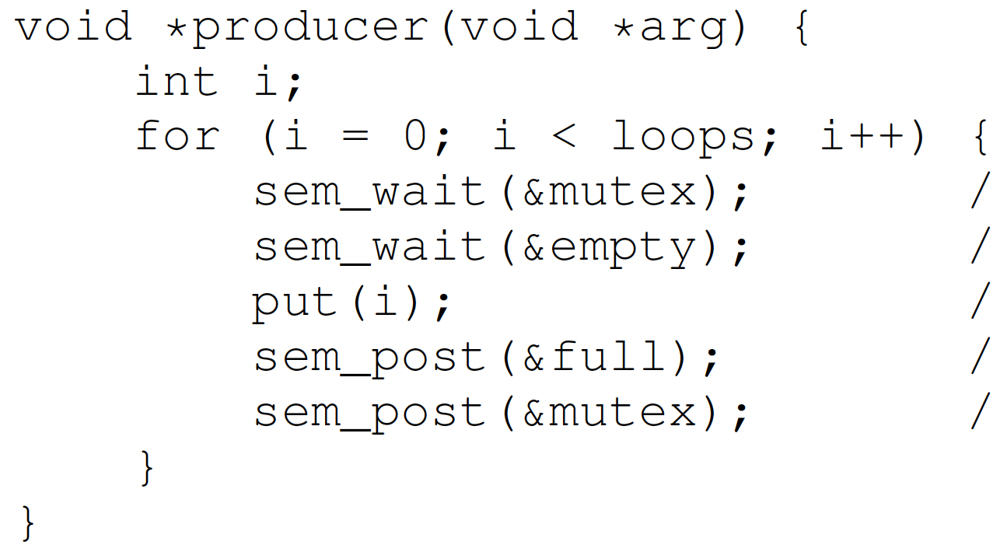 void *producer(void *arg) {
    int i;
    for (i = 0; i < loops; i++) {
        sem_wait(&mutex);               /
        sem_wait(&empty);               /
        put(i);                         /
        sem_post(&full);                /
        sem_post(&mutex);               /
    }
}